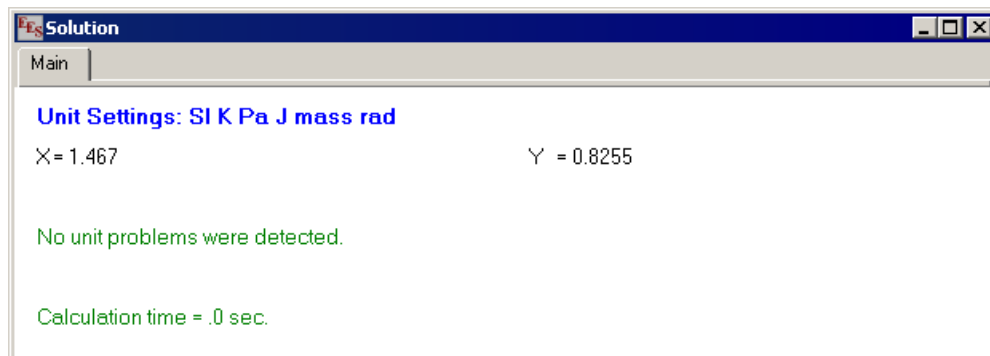 EES Solution
Main
Unit Settings: SI K Pa J mass rad
X = 1.467 Y = 0.8255
No unit problems were detected.
Calculation time = .0 sec.